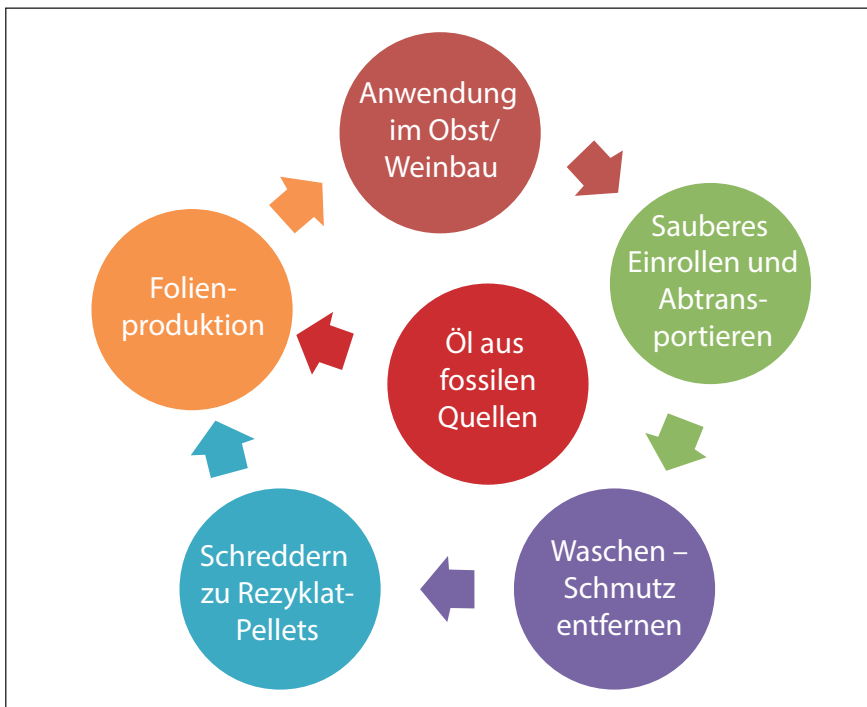 Anwendung
im Obst/
Weinbau
Sauberes
Einrollen und
Abtrans-
portieren
Waschen –
Schmutz
entfernen
Schreddern
zu Rezyklat-
Pellets
Folien-
produktion
Öl aus
fossilen
Quellen